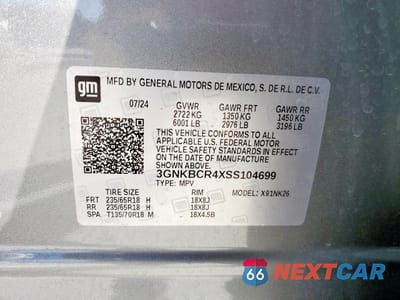 gm
MFD BY GENERAL MOTORS DE MEXICO, S. DE R.L. DE C.V.
07/24 GVWR GAWR FRT GAWR RR
2722 KG 1350 KG 1450 KG
6001 LB 2976 LB 3196 LB
THIS VEHICLE CONFORMS TO ALL
APPLICABLE U.S. FEDERAL MOTOR
VEHICLE SAFETY STANDARDS IN EFFECT
ON THE DATE OF MANUFACTURE SHOWN ABOVE.
3GNKBCR4XSS104699
TYPE: MPV MODEL: X91NK26
TIRE SIZE RIM
FRT 235/65R18 H 18X8J
RR 235/65R18 H 18X8J
SPA T135/70R18 M 18X4.5B
66 NEXTCAR